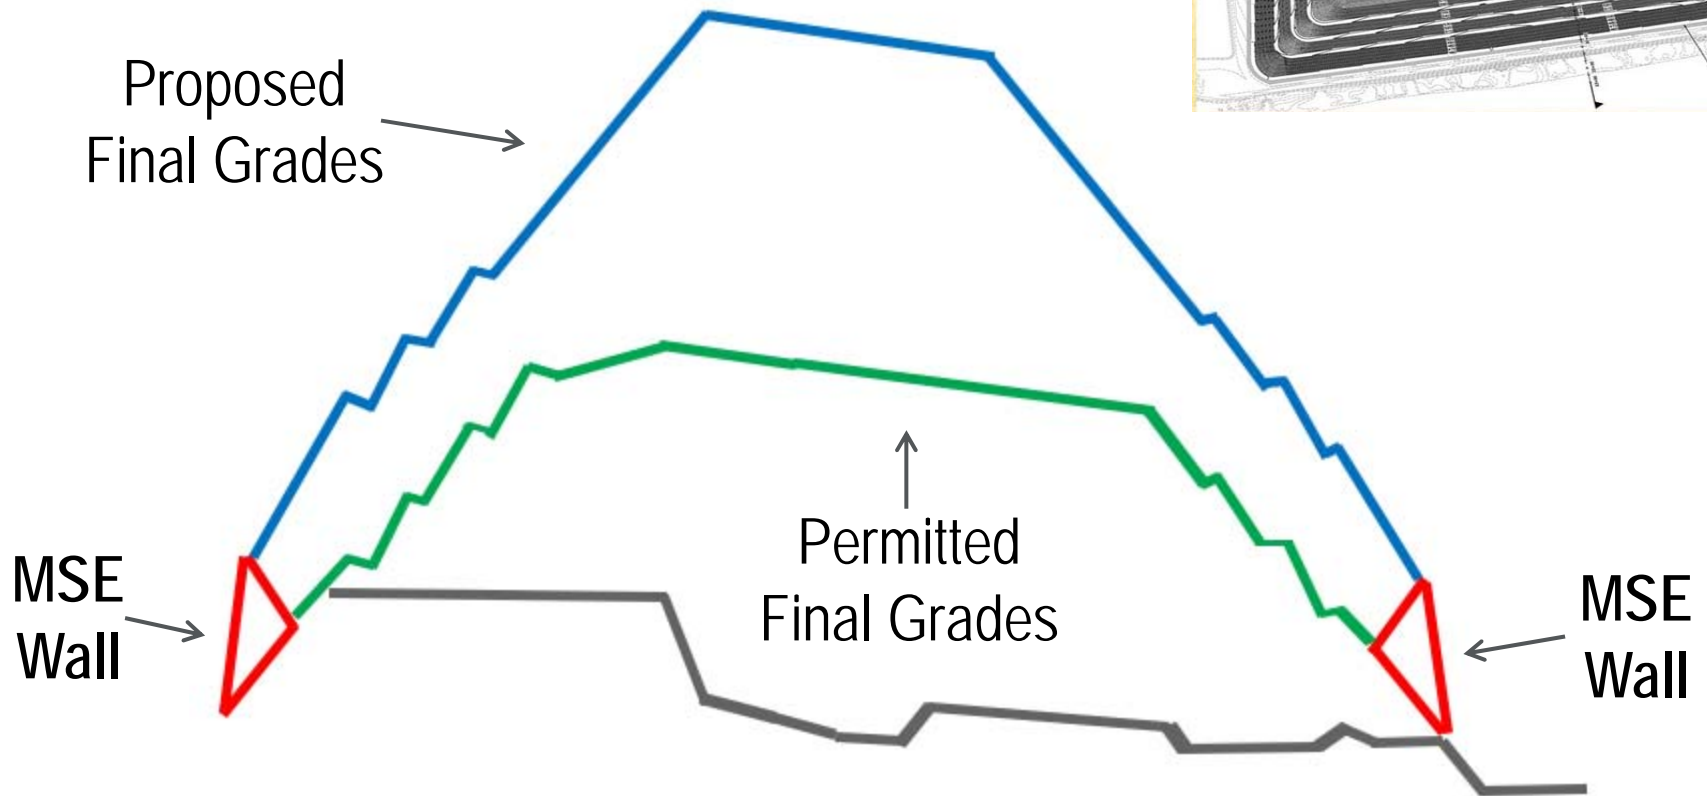 Proposed
Final Grades
Permitted
Final Grades
MSE
Wall
MSE
Wall